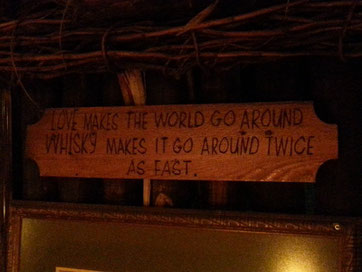 LOVE MAKES THE WORLD GO AROUND
WHISKY MAKES IT GO AROUND TWICE
AS FAST.